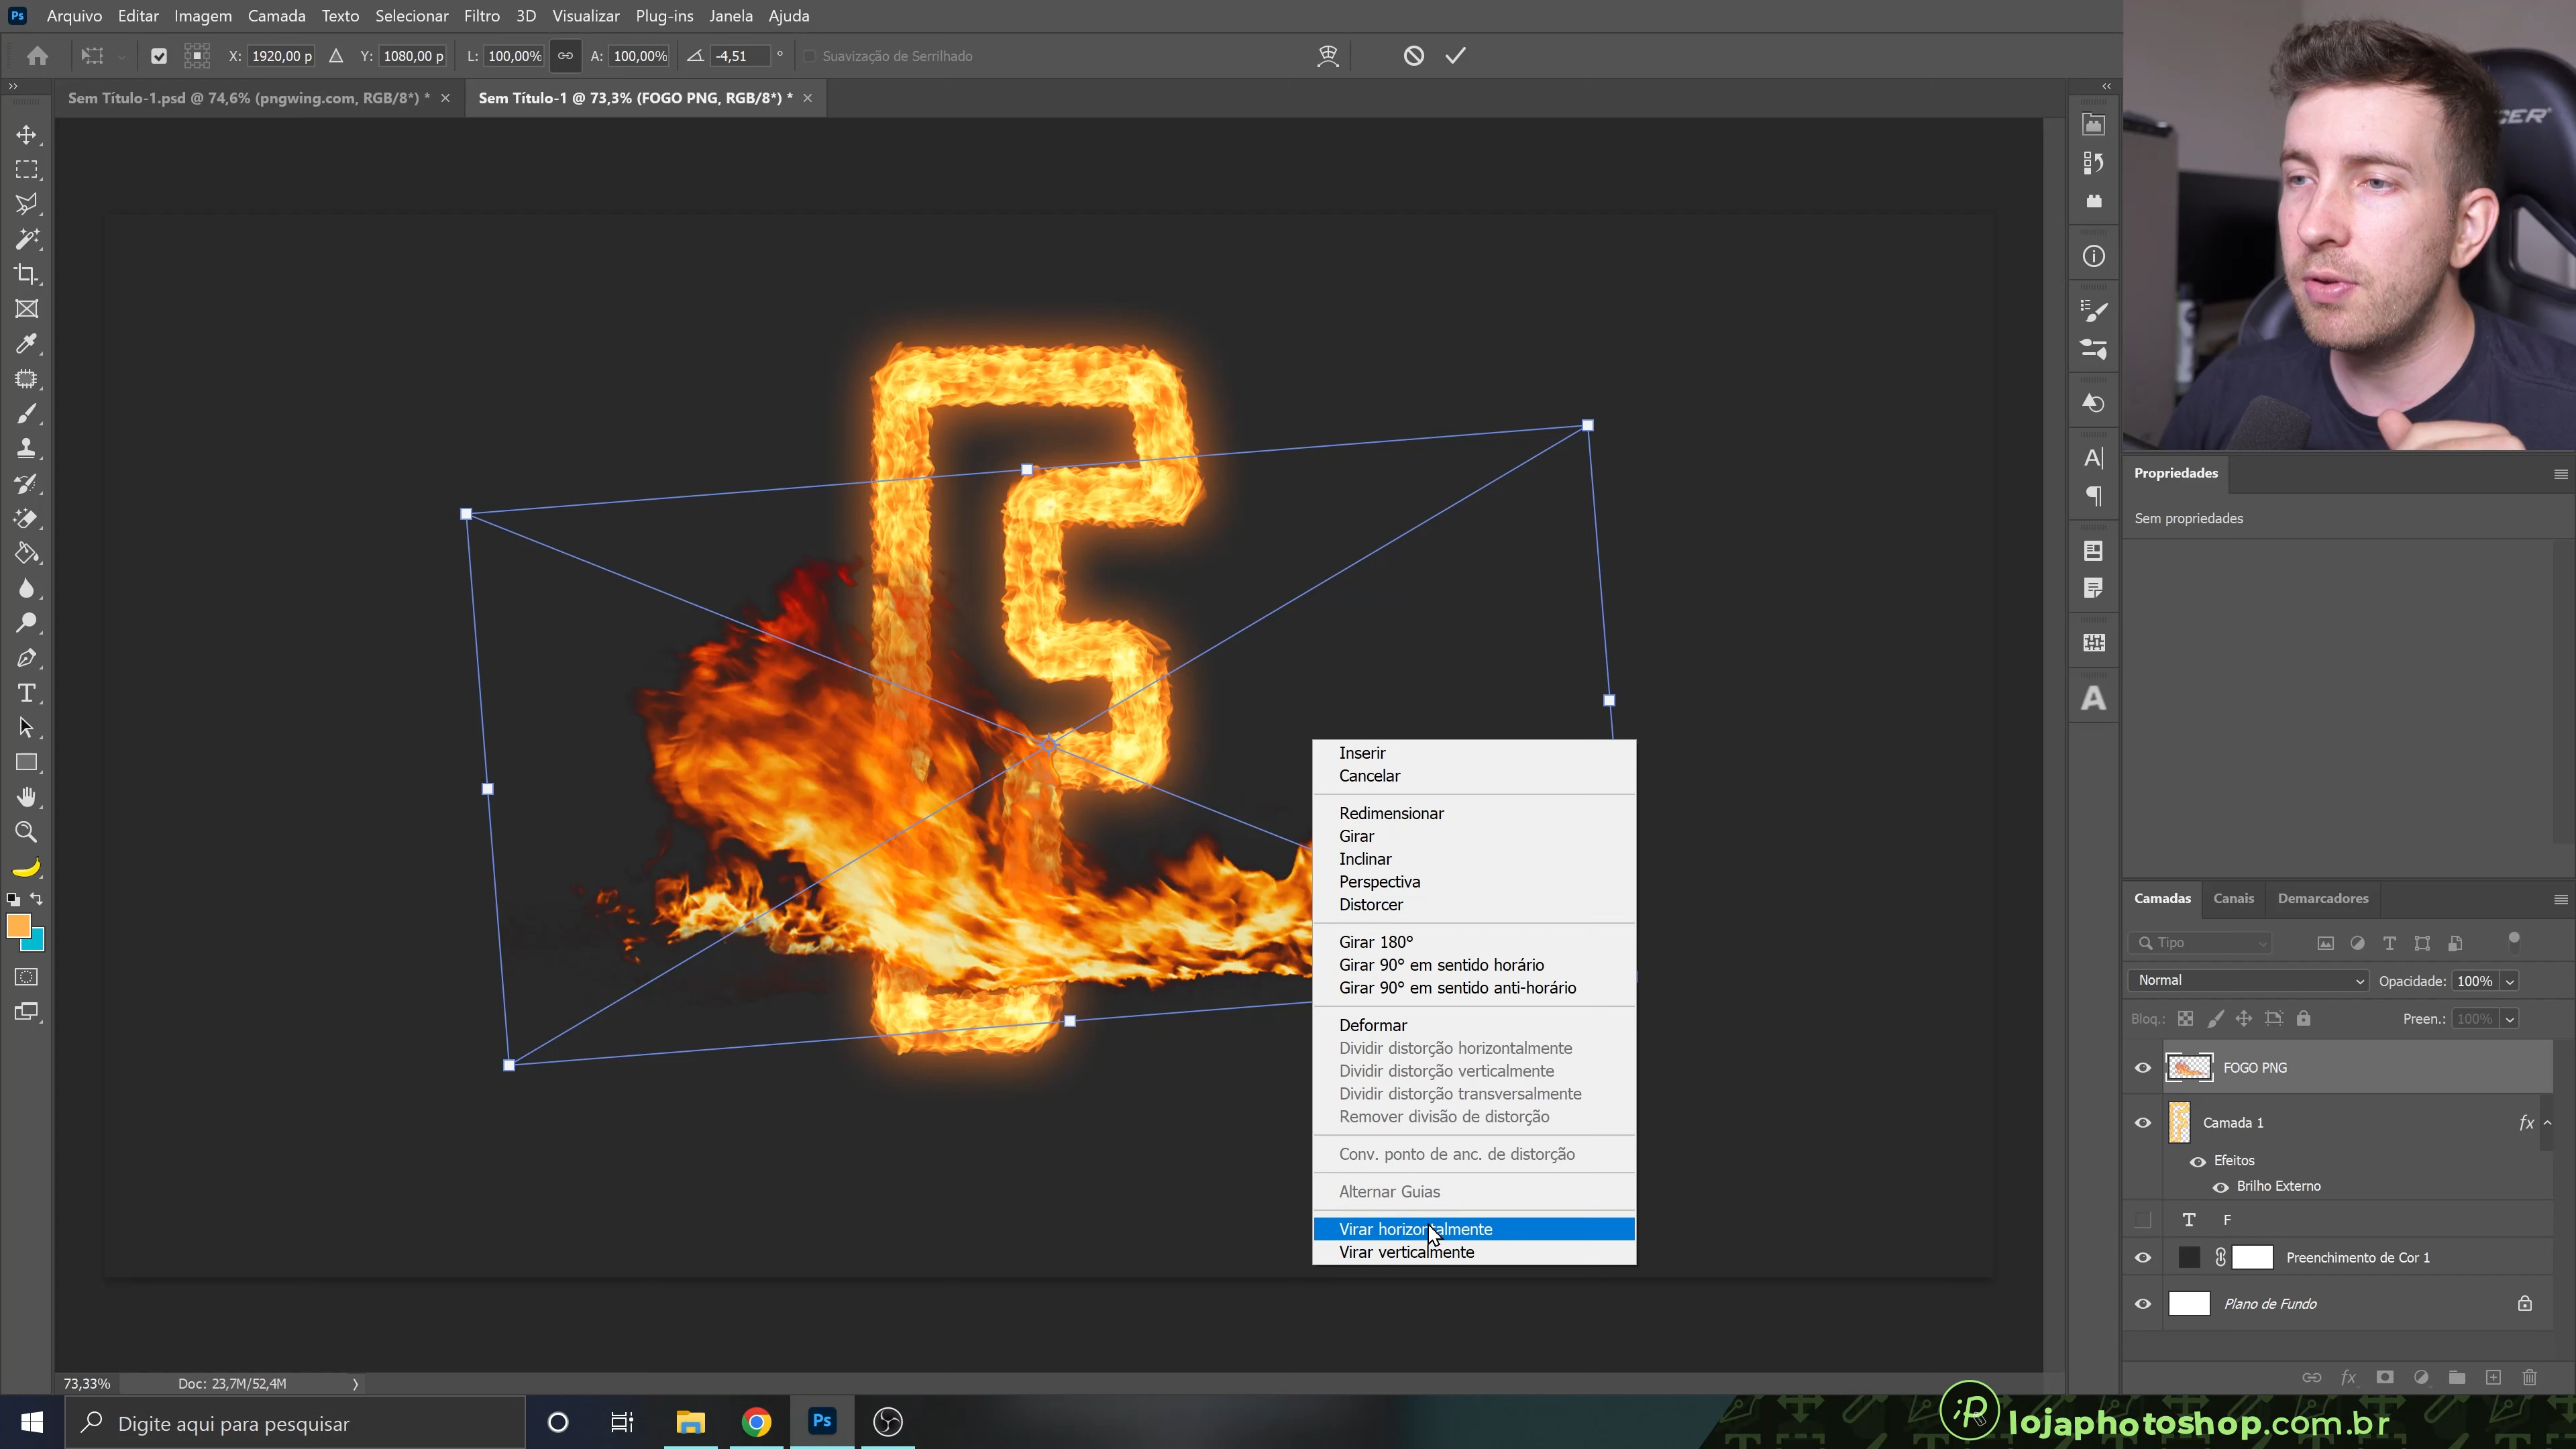 Ps Arquivo Editar Imagem Camada Texto Selecionar Filtro 3D Visualizar Plug-ins Janela Ajuda
X: 1920,00 p Y: 1080,00 p L: 100,00% A: 100,00% -4,51 ° Suavização de Serrilhado
Sem Título-1.psd @ 74,6% (pngwing.com, RGB/8*) * ×
Sem Título-1 @ 73,3% (FOGO PNG, RGB/8*) * ×
Inserir
Cancelar
Redimensionar
Girar
Inclinar
Perspectiva
Distorcer
Girar 180°
Girar 90° em sentido horário
Girar 90° em sentido anti-horário
Deformar
Dividir distorção horizontalmente
Dividir distorção verticalmente
Dividir distorção transversalmente
Remover divisão de distorção
Conv. ponto de anc. de distorção
Alternar Guias
Virar horizontalmente
Virar verticalmente
Propriedades
Sem propriedades
Camadas Canais Demarcadores
Tipo
Normal Opacidade: 100%
Bloq.: Preen.: 100%
FOGO PNG
Camada 1 fx
Efeitos
Brilho Externo
T F
Preenchimento de Cor 1
Plano de Fundo
fx
73,33% Doc: 23,7M/52,4M
Digite aqui para pesquisar
Ps
lojaphotoshop.com.br